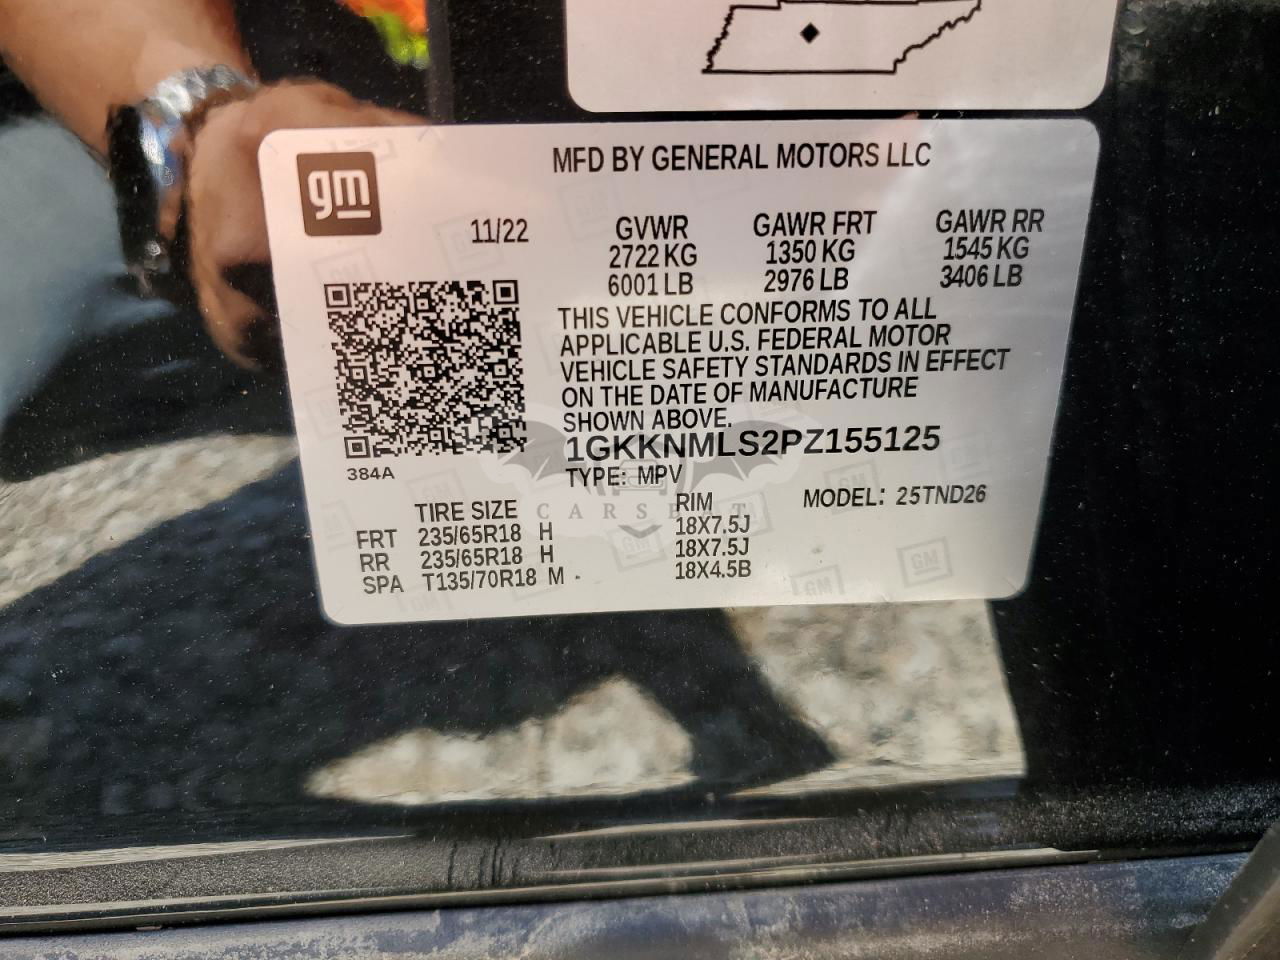 MFD BY GENERAL MOTORS LLC
gm
11/22 GVWR GAWR FRT GAWR RR
2722 KG 1350 KG 1545 KG
6001 LB 2976 LB 3406 LB
THIS VEHICLE CONFORMS TO ALL
APPLICABLE U.S. FEDERAL MOTOR
VEHICLE SAFETY STANDARDS IN EFFECT
ON THE DATE OF MANUFACTURE
SHOWN ABOVE.
1GKKNMLS2PZ155125
384A
TYPE: MPV
MODEL: 25TND26
TIRE SIZE RIM
FRT 235/65R18 H 18X7.5J
RR 235/65R18 H 18X7.5J
SPA T135/70R18 M 18X4.5B
GM
GM
GM